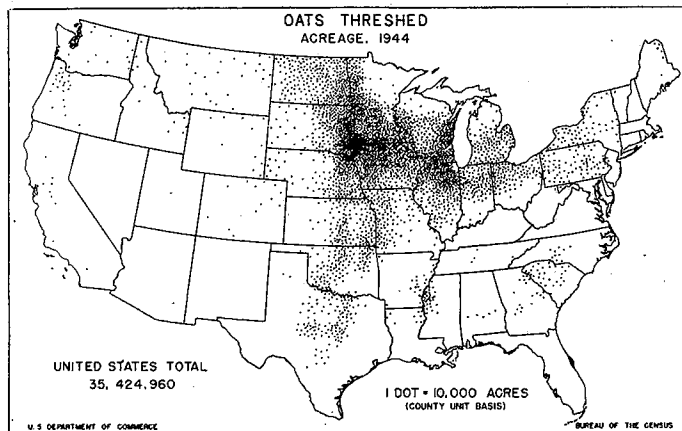 OATS THRESHED
ACREAGE, 1944
UNITED STATES TOTAL
35, 424, 960
1 DOT = 10,000 ACRES
(COUNTY UNIT BASIS)
U. S DEPARTMENT OF COMMERCE
BUREAU OF THE CENSUS